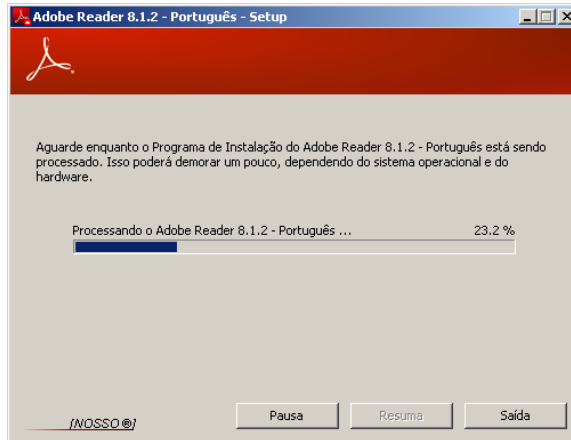 Adobe Reader 8.1.2 - Português - Setup
Aguarde enquanto o Programa de Instalação do Adobe Reader 8.1.2 - Português está sendo
processado. Isso poderá demorar um pouco, dependendo do sistema operacional e do
hardware.
Processando o Adobe Reader 8.1.2 - Português ... 23.2 %
[NOSSO®] Pausa Resuma Saída